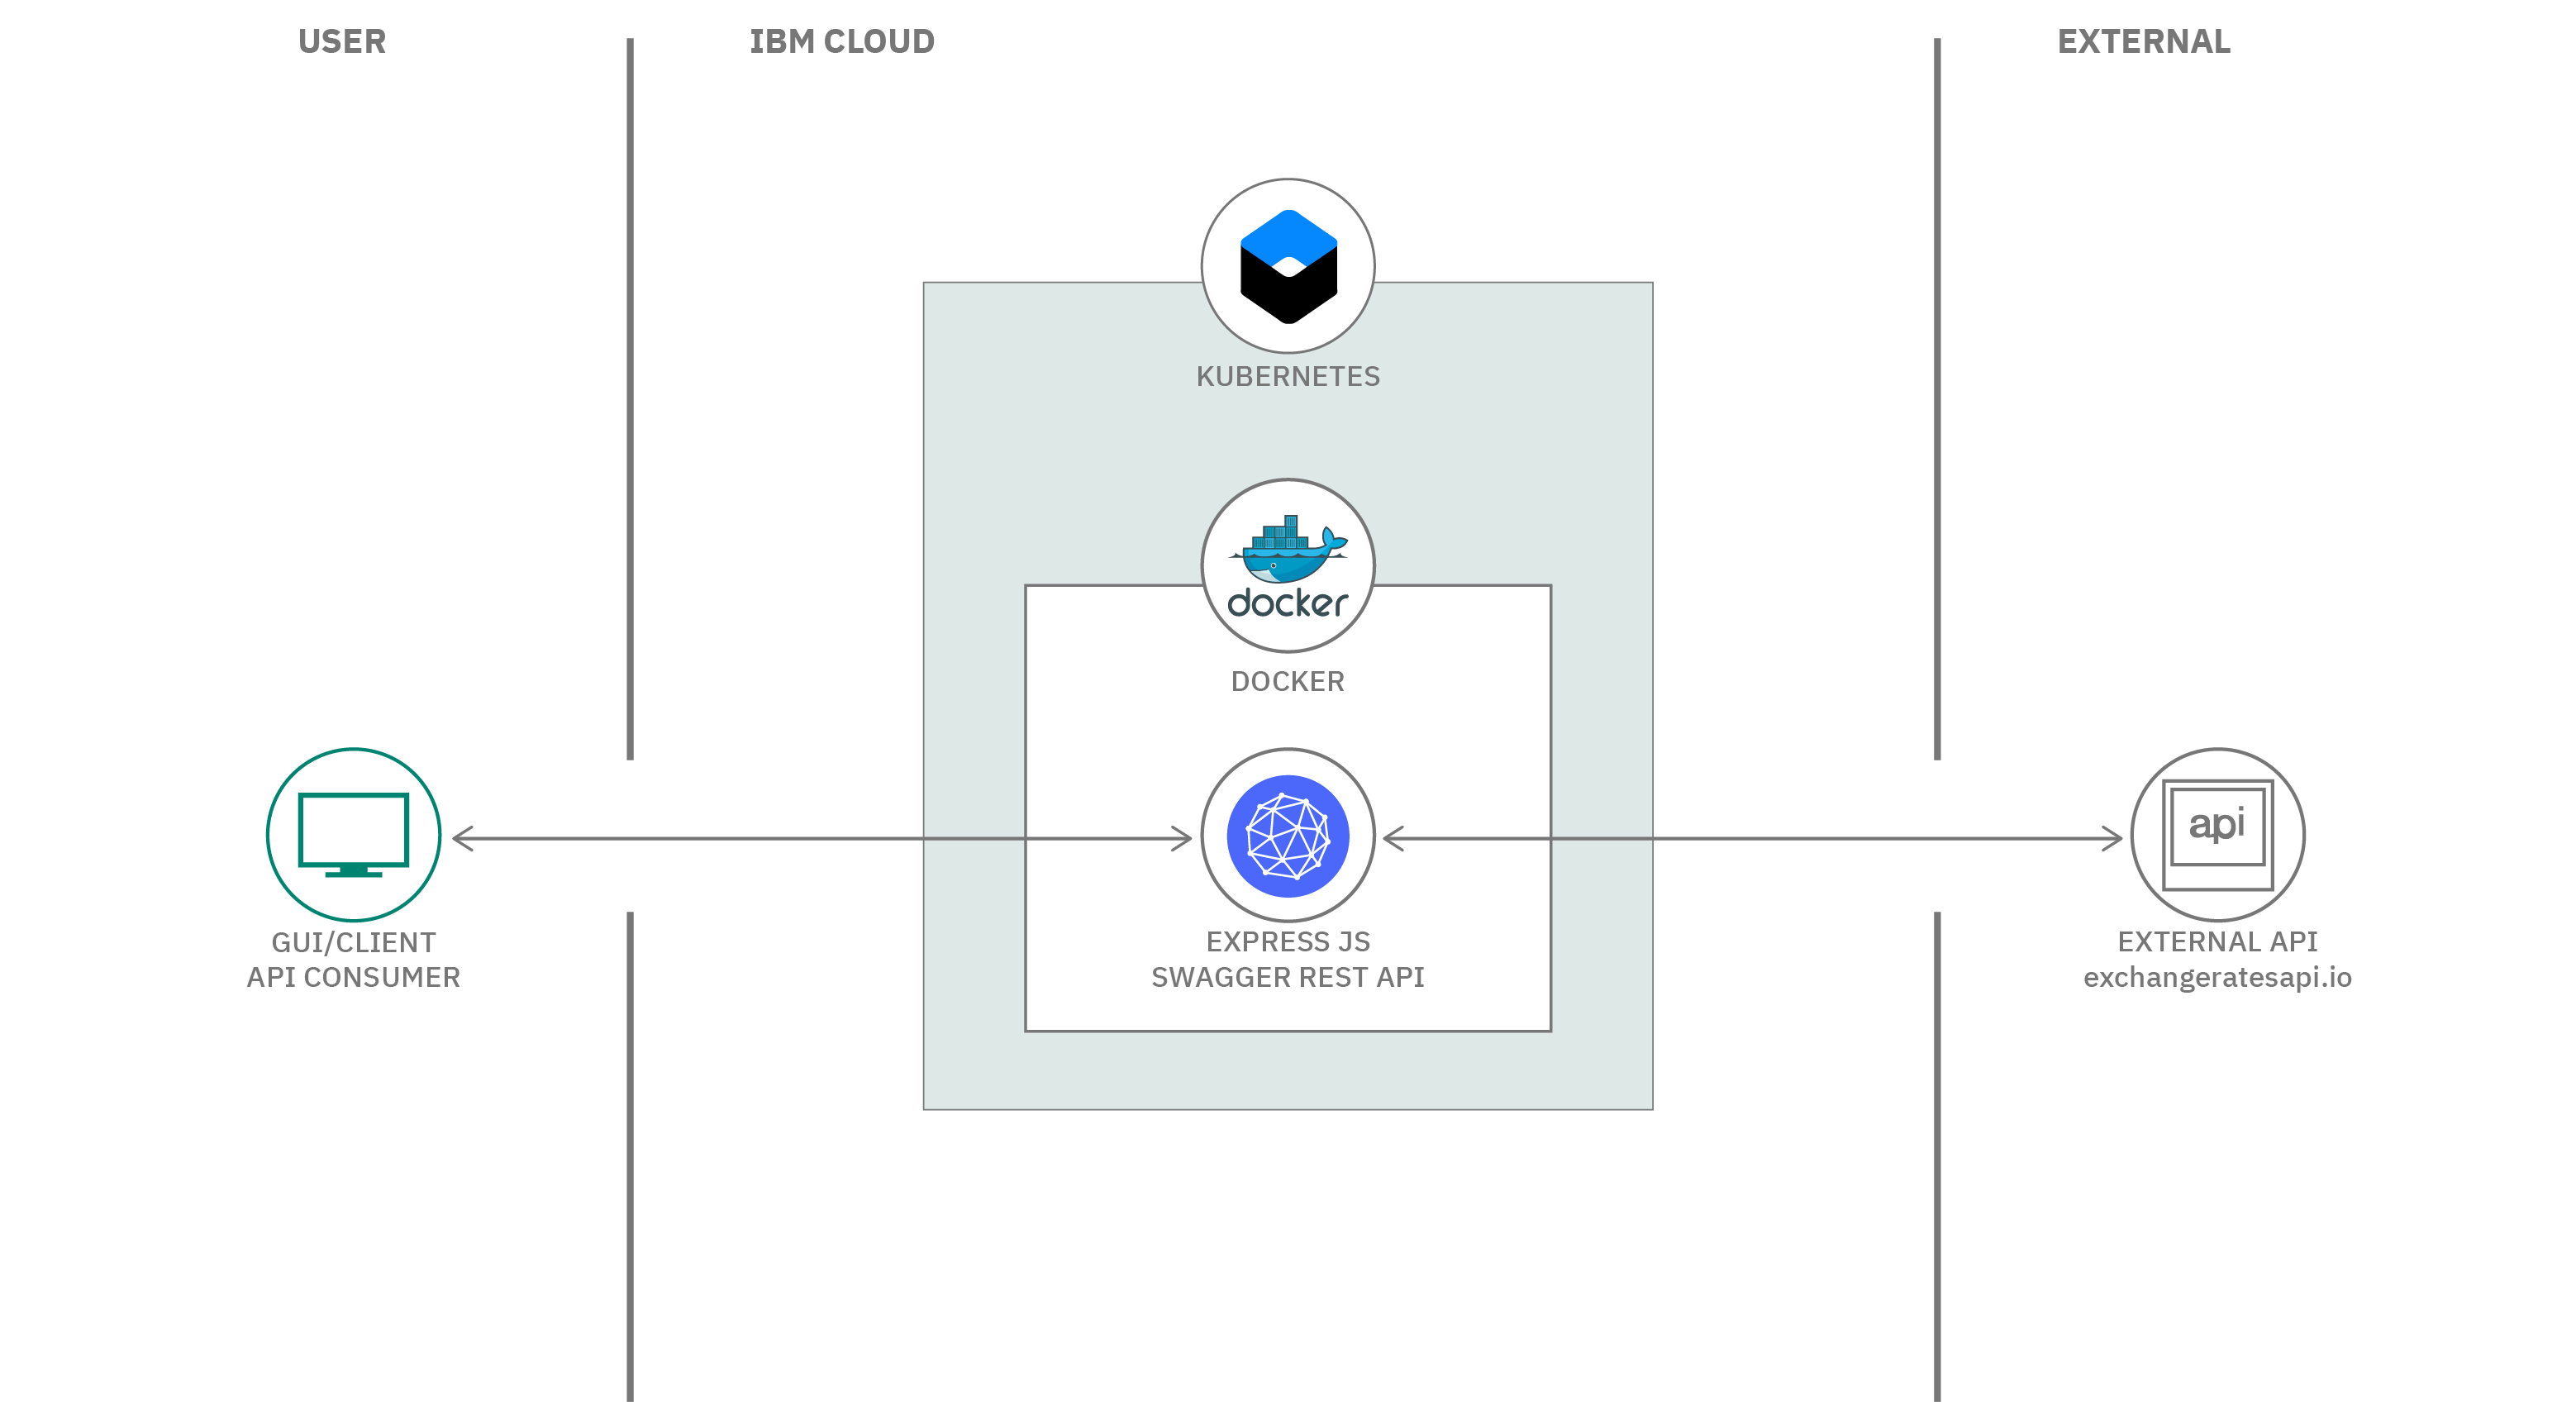 USER
IBM CLOUD
EXTERNAL
KUBERNETES
docker
DOCKER
api
GUI/CLIENT
API CONSUMER
EXPRESS JS
SWAGGER REST API
EXTERNAL API
exchangeratesapi.io